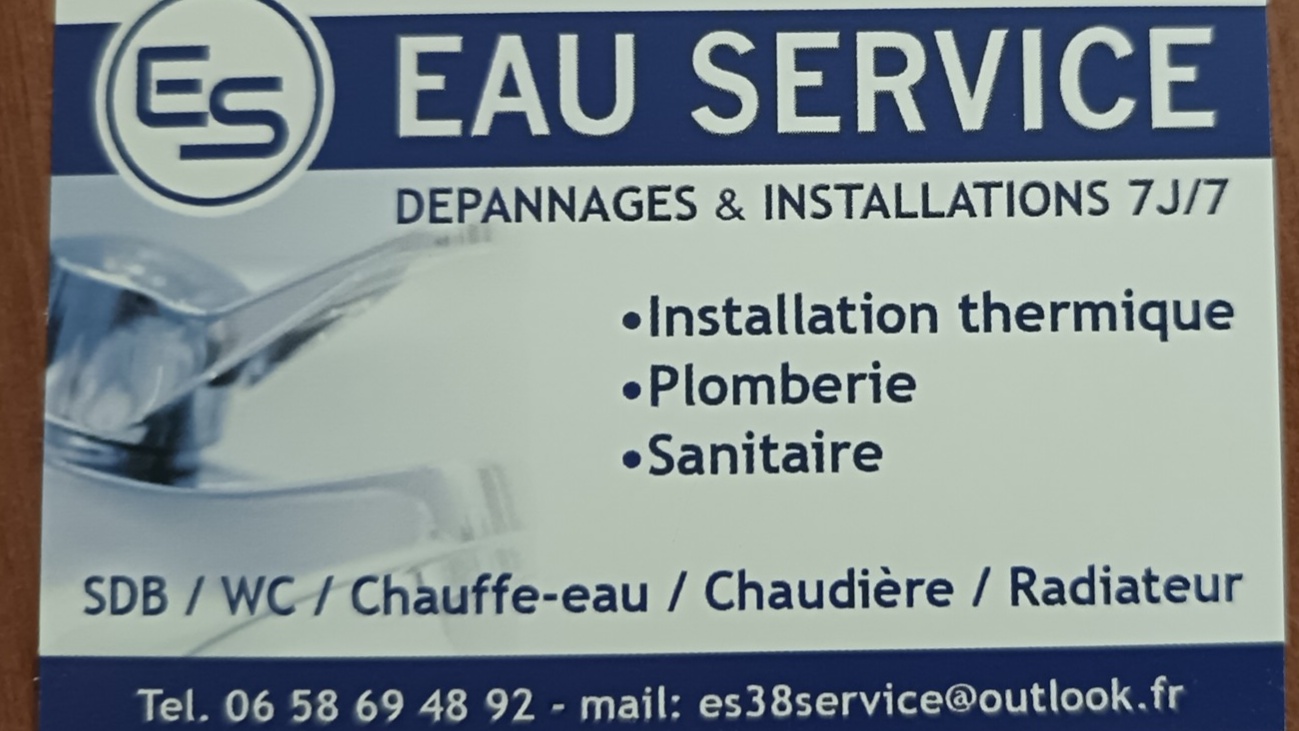 ES
EAU SERVICE
DEPANNAGES & INSTALLATIONS 7J/7
•Installation thermique
•Plomberie
•Sanitaire
SDB / WC / Chauffe-eau / Chaudière / Radiateur
Tel. 06 58 69 48 92 - mail: es38service@outlook.fr